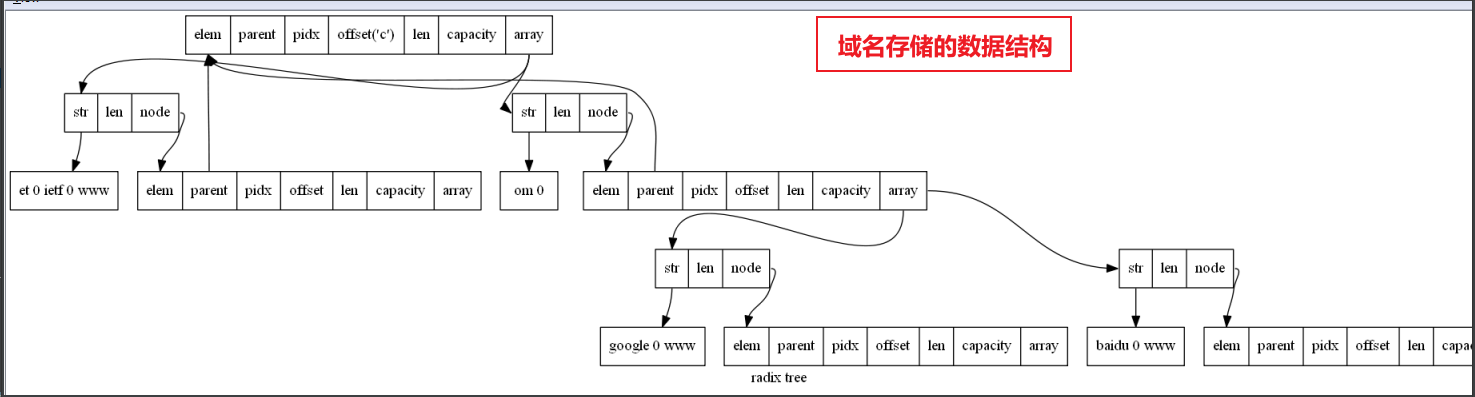 elem parent pidx offset('c') len capacity array
域名存储的数据结构
str len node
str len node
et 0 ietf 0 www
elem parent pidx offset len capacity array
om 0
elem parent pidx offset len capacity array
str len node
str len node
google 0 www
elem parent pidx offset len capacity array
baidu 0 www
elem parent pidx offset len capac
radix tree